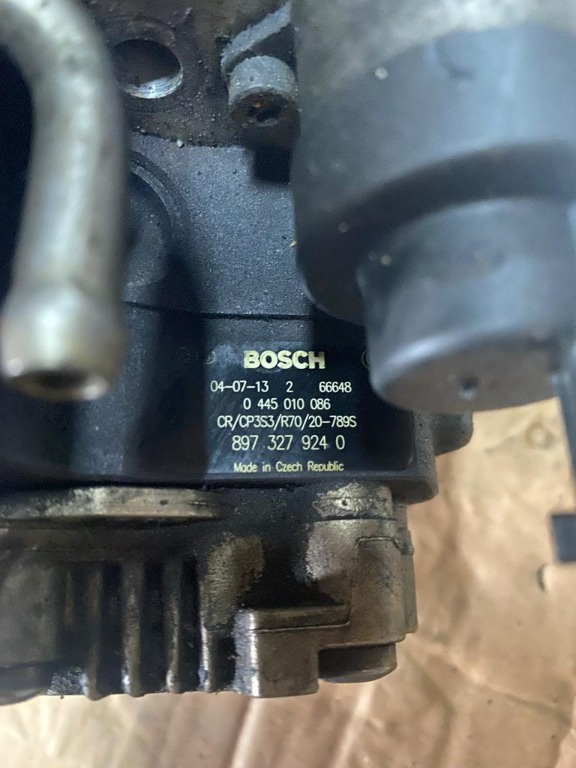 BOSCH
04-07-13 2 66648
0 445 010 086
CR/CP3S3/R70/20-789S
897 327 924 0
Made in Czech Republic